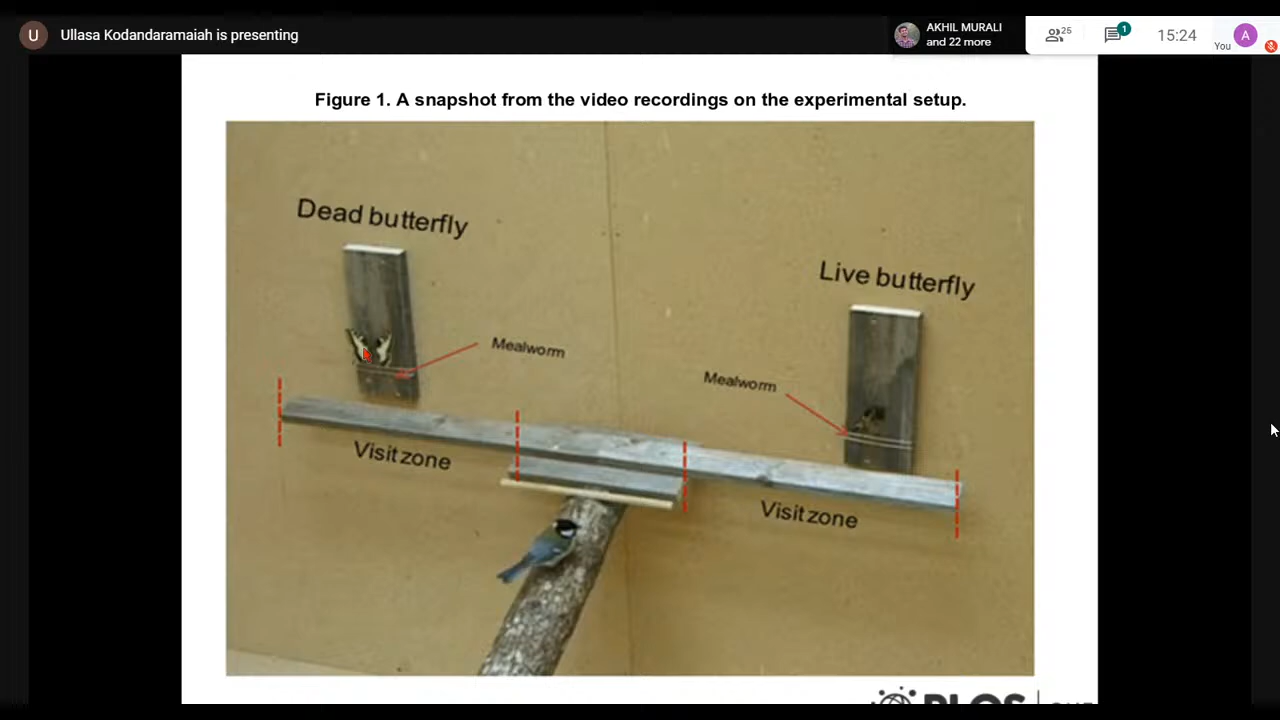 U
Ullasa Kodandaramaiah is presenting
AKHIL MURALI
and 22 more
25
1
15:24
You
A
Figure 1. A snapshot from the video recordings on the experimental setup.
Dead butterfly
Live butterfly
Mealworm
Mealworm
Visit zone
Visit zone
PLOS